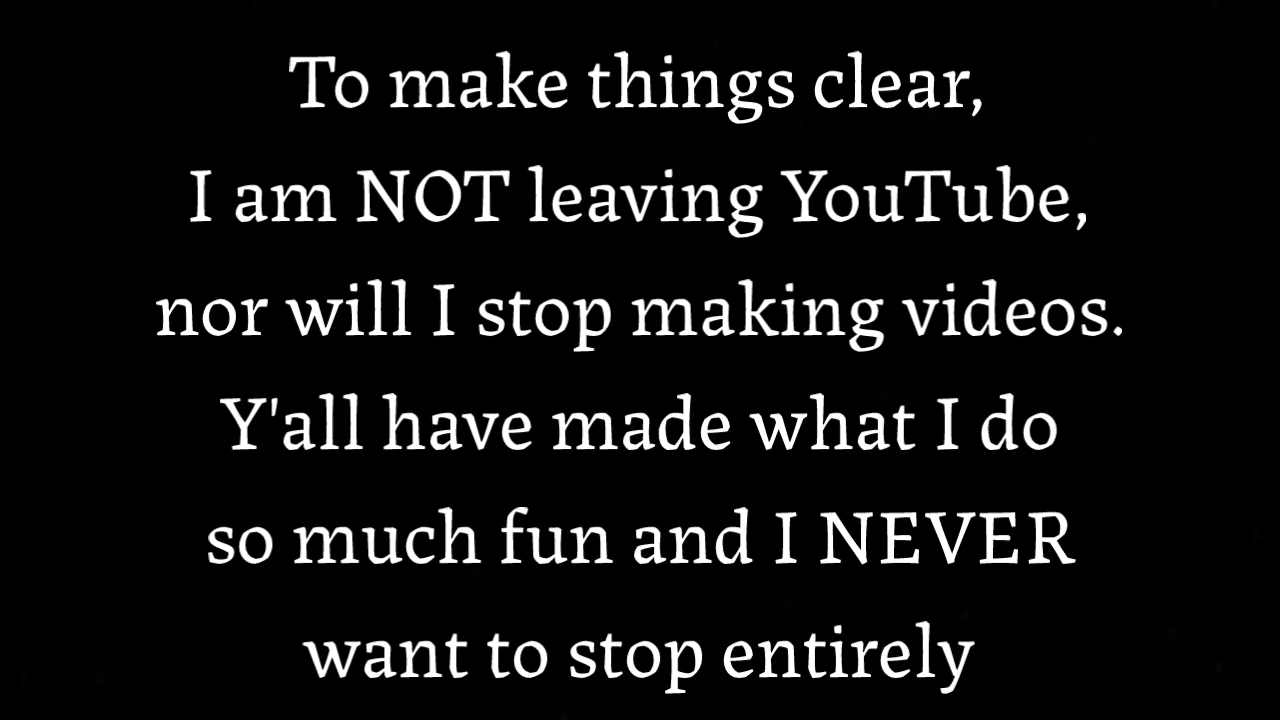 To make things clear,
I am NOT leaving YouTube,
nor will I stop making videos.
Y'all have made what I do
so much fun and I NEVER
want to stop entirely